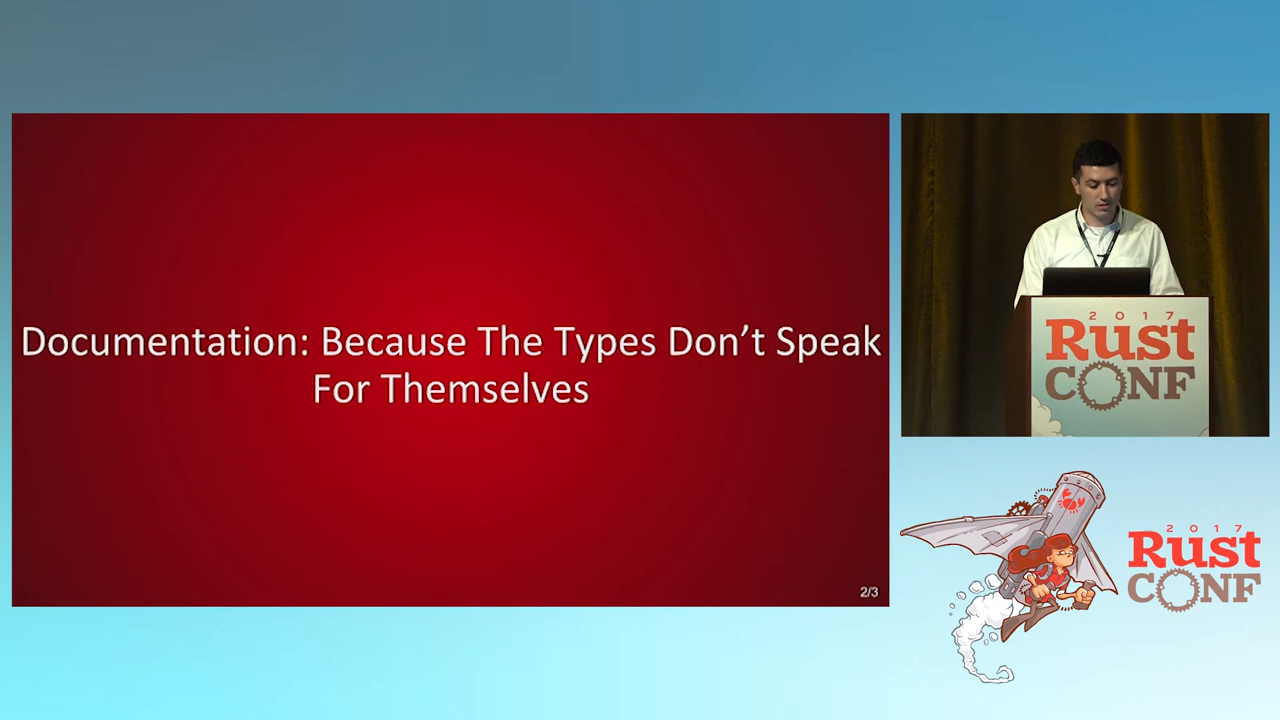 Documentation: Because The Types Don’t Speak
For Themselves
2/3
2017
Rust
CONF
2017
Rust
CONF